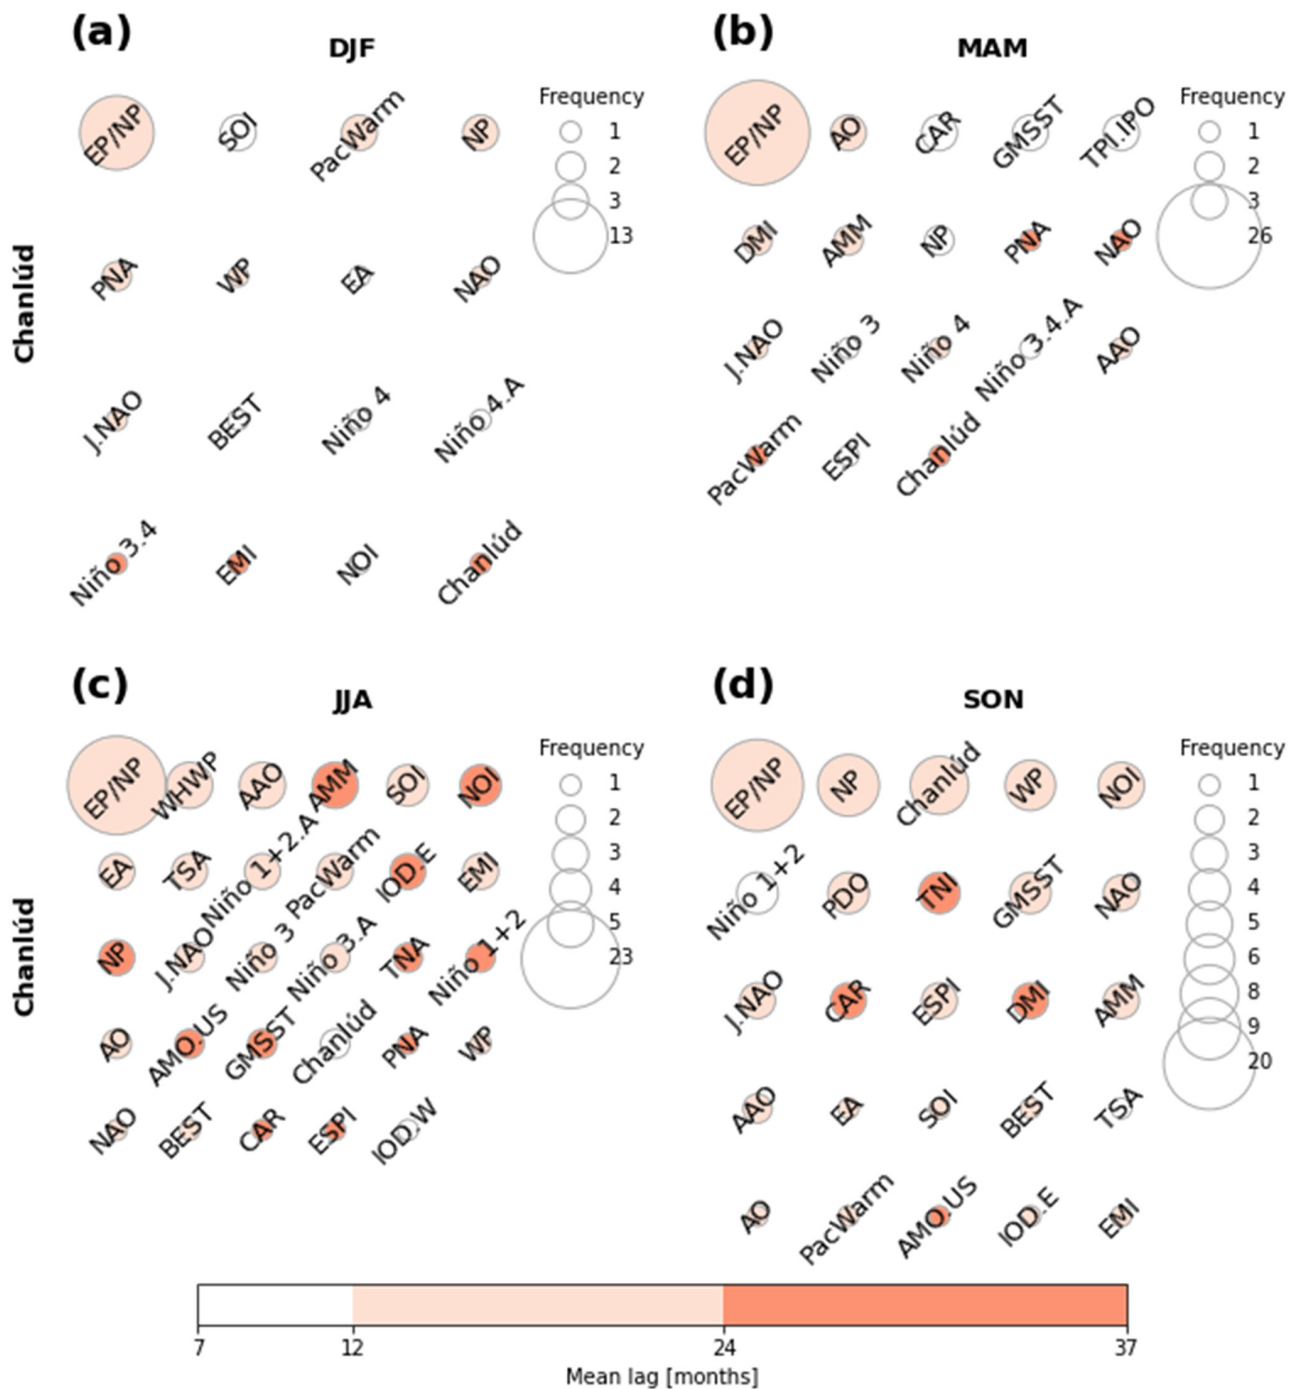 (a)
DJF
Chanlúd
EP/NP
SOI
PacWarm
NP
PNA
WP
EA
NAO
J.NAO
BEST
Niño 4
Niño 4.A
Niño 3.4
EMI
NOI
Chanlúd
Frequency
1
2
3
13
(b)
MAM
EP/NP
AO
CAR
GMSST
TPI.IPO
DMI
AMM
NP
PNA
NAO
J.NAO
Niño 3
Niño 4
Niño 3.4.A
AAO
PacWarm
ESPI
Chanlúd
Frequency
1
2
3
26
(c)
JJA
Chanlúd
EP/NP
WHWP
AAO
AMM
SOI
NOI
EA
TSA
Niño 1+2.A
PacWarm
IOD.E
EMI
NP
J.NAO
Niño 3
Niño 3.A
TNA
Niño 1+2
AO
AMO.US
GMSST
Chanlúd
PNA
WP
NAO
BEST
CAR
ESPI
IOD.W
Frequency
1
2
3
4
5
23
(d)
SON
EP/NP
NP
Chanlúd
WP
NOI
Niño 1+2
PDO
TNI
GMSST
NAO
J.NAO
CAR
ESPI
DMI
AMM
AAO
EA
SOI
BEST
TSA
AO
PacWarm
AMO.US
IOD.E
EMI
Frequency
1
2
3
4
5
6
8
9
20
7
12
24
37
Mean lag [months]